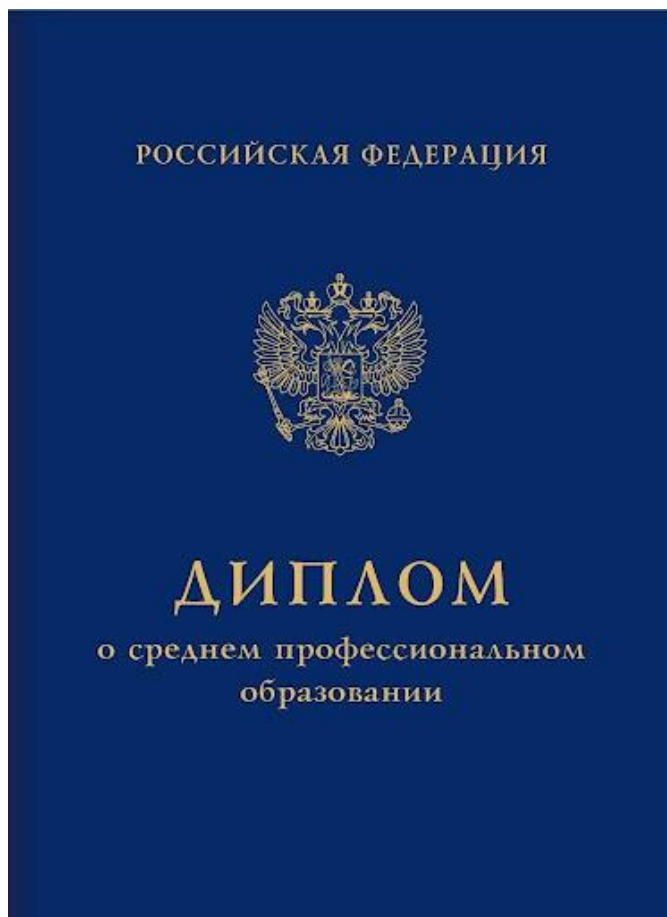 РОССИЙСКАЯ ФЕДЕРАЦИЯ
ДИПЛОМ
о среднем профессиональном
образовании